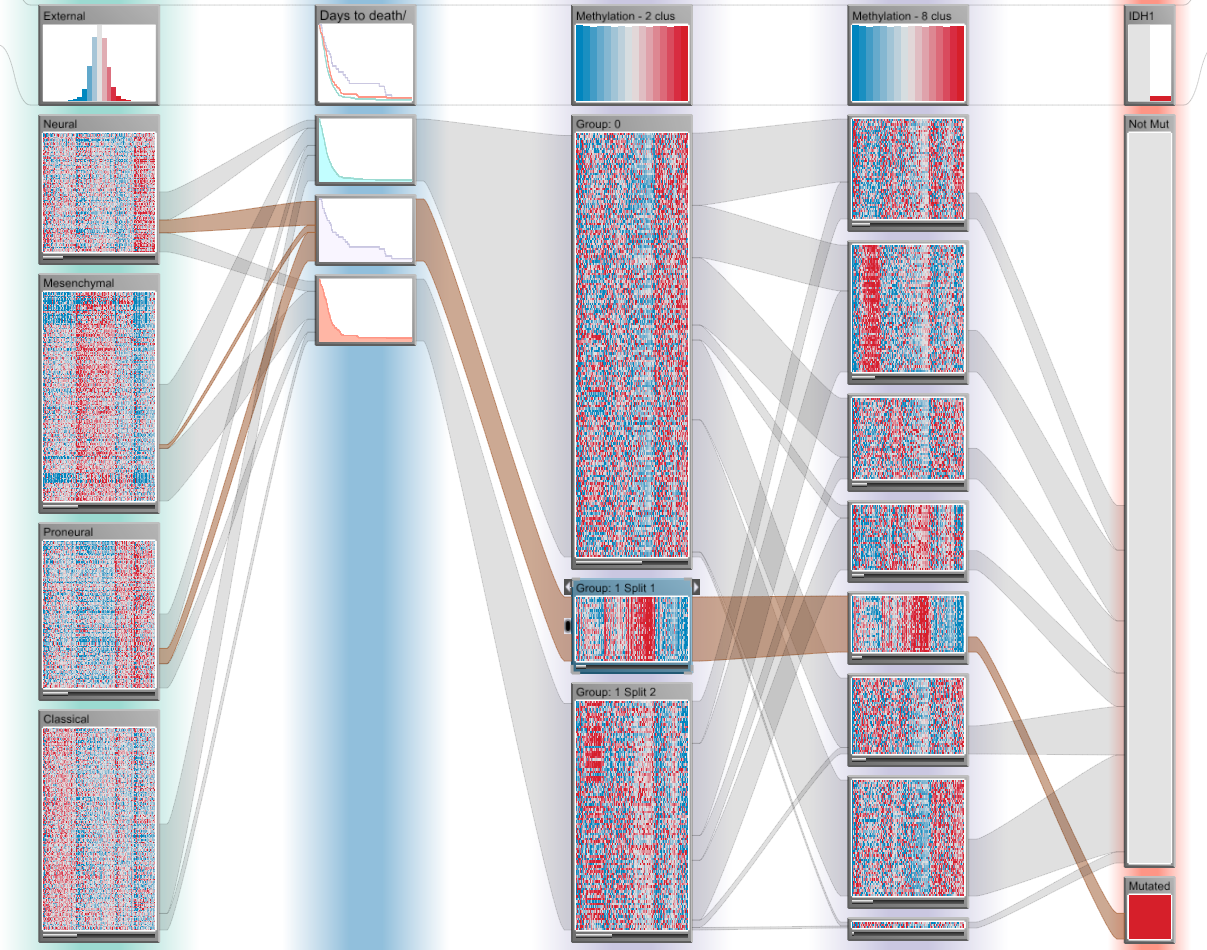 External
Days to death/
Methylation - 2 clus
Methylation - 8 clus
IDH1
Neural
Group: 0
Not Mut
Mesenchymal
Proneural
Group: 1 Split 1
Group: 1 Split 2
Classical
Mutated